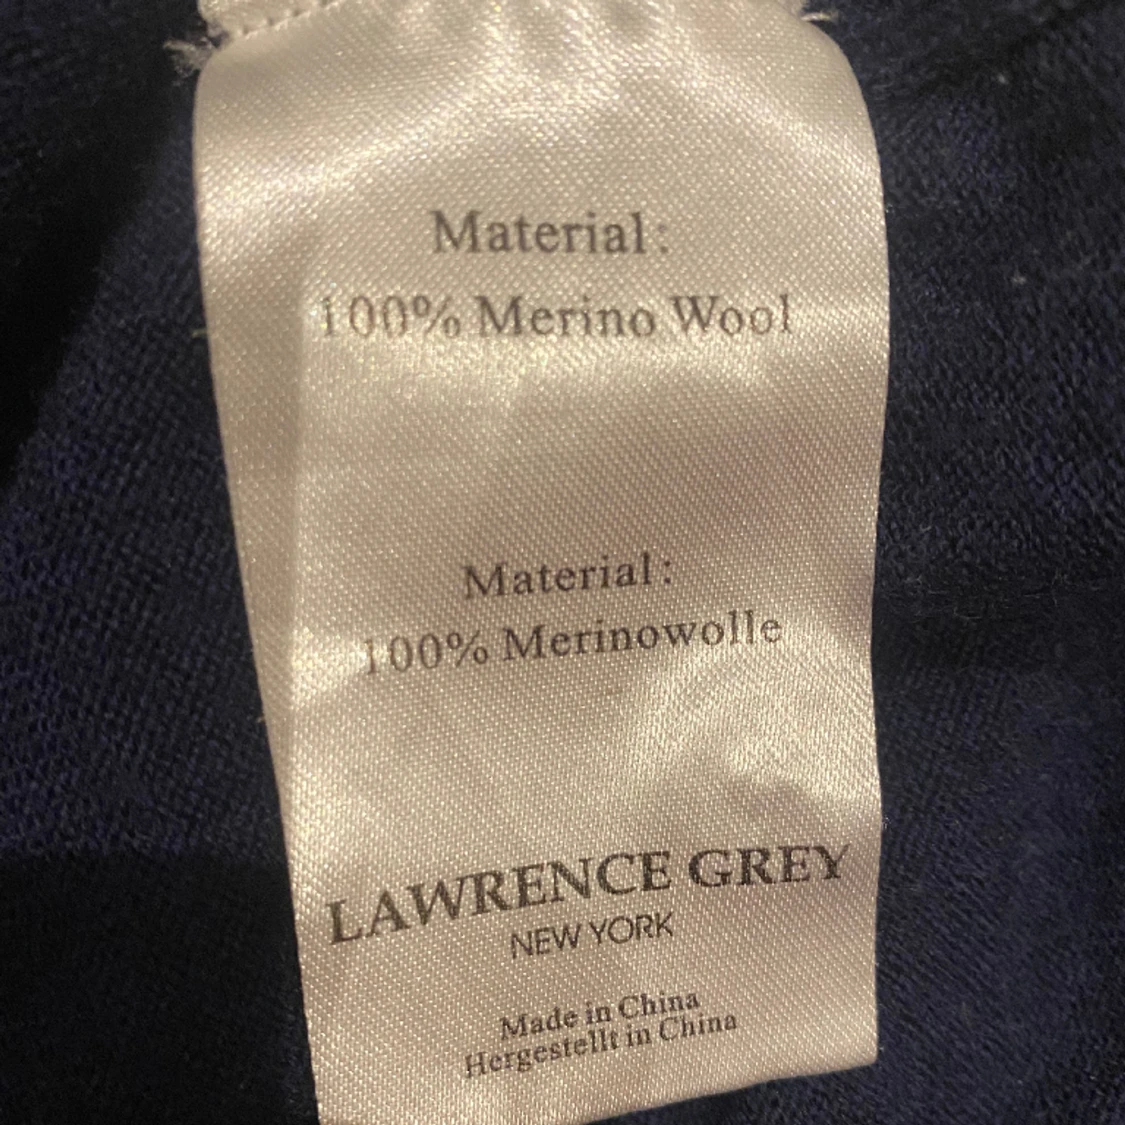 Material:
100% Merino Wool
Material:
100% Merinowolle
LAWRENCE GREY
NEW YORK
Made in China
Hergestellt in China